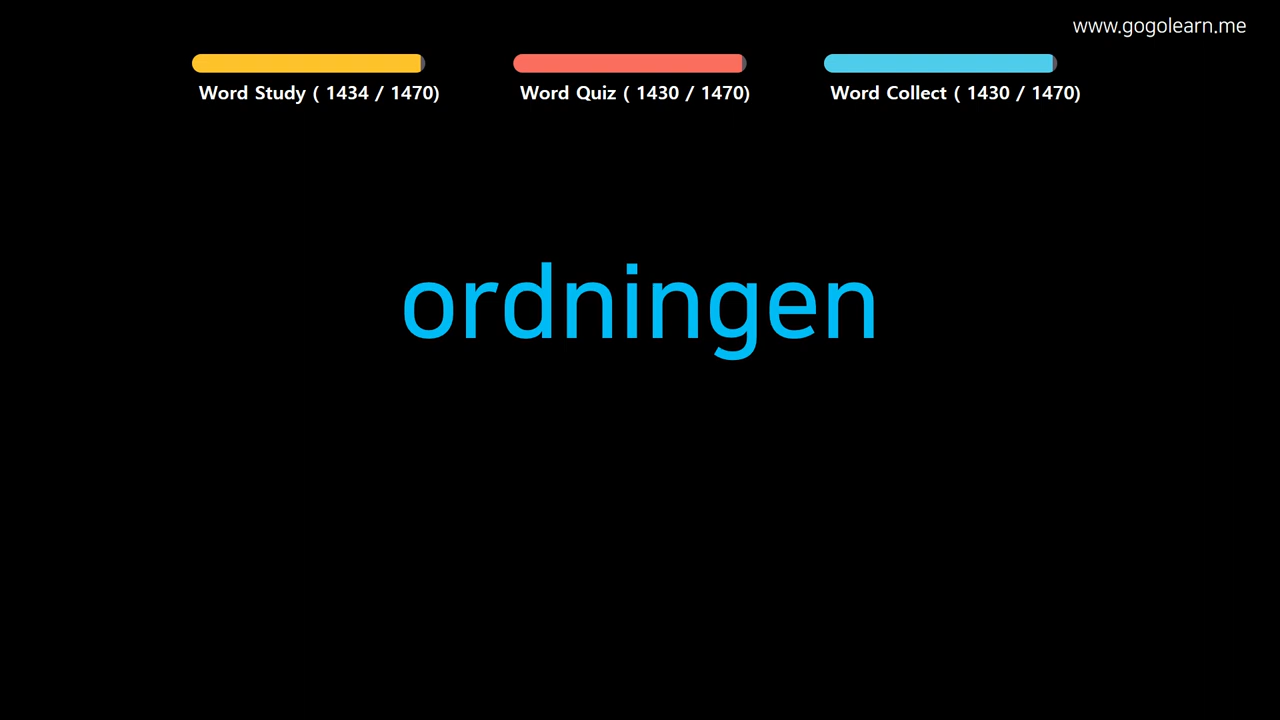 www.gogolearn.me
Word Study ( 1434 / 1470)
Word Quiz ( 1430 / 1470)
Word Collect ( 1430 / 1470)
ordningen